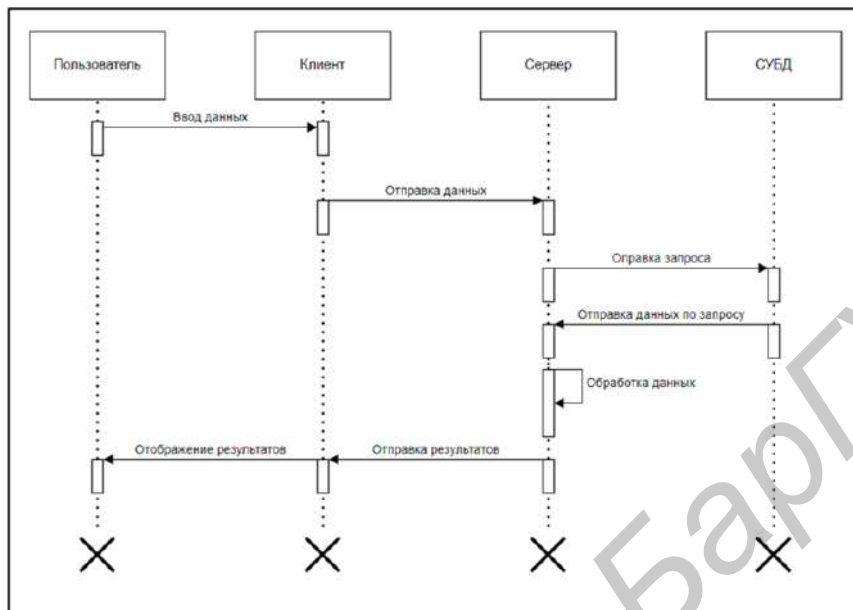 Пользователь
Клиент
Сервер
СУБД
Ввод данных
Отправка данных
Оправка запроса
Отправка данных по запросу
Обработка данных
Отображение результатов
Отправка результатов
БарГУ